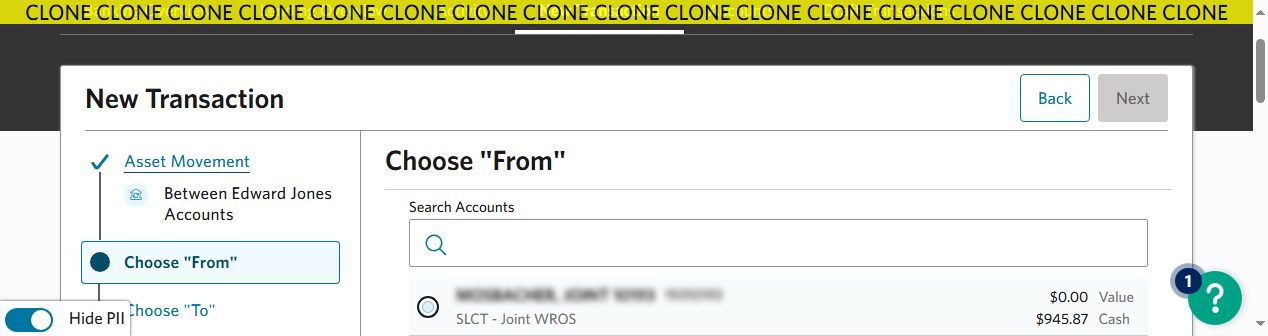 CLONE CLONE CLONE CLONE CLONE CLONE CLONE CLONE CLONE CLONE CLONE CLONE CLONE CLONE CLONE CLONE CLONE
New Transaction
Back
Next
Asset Movement
Between Edward Jones
Accounts
Choose "From"
Choose "To"
Hide PII
Choose "From"
Search Accounts
$0.00 Value
SLCT - Joint WROS
$945.87 Cash
1
?